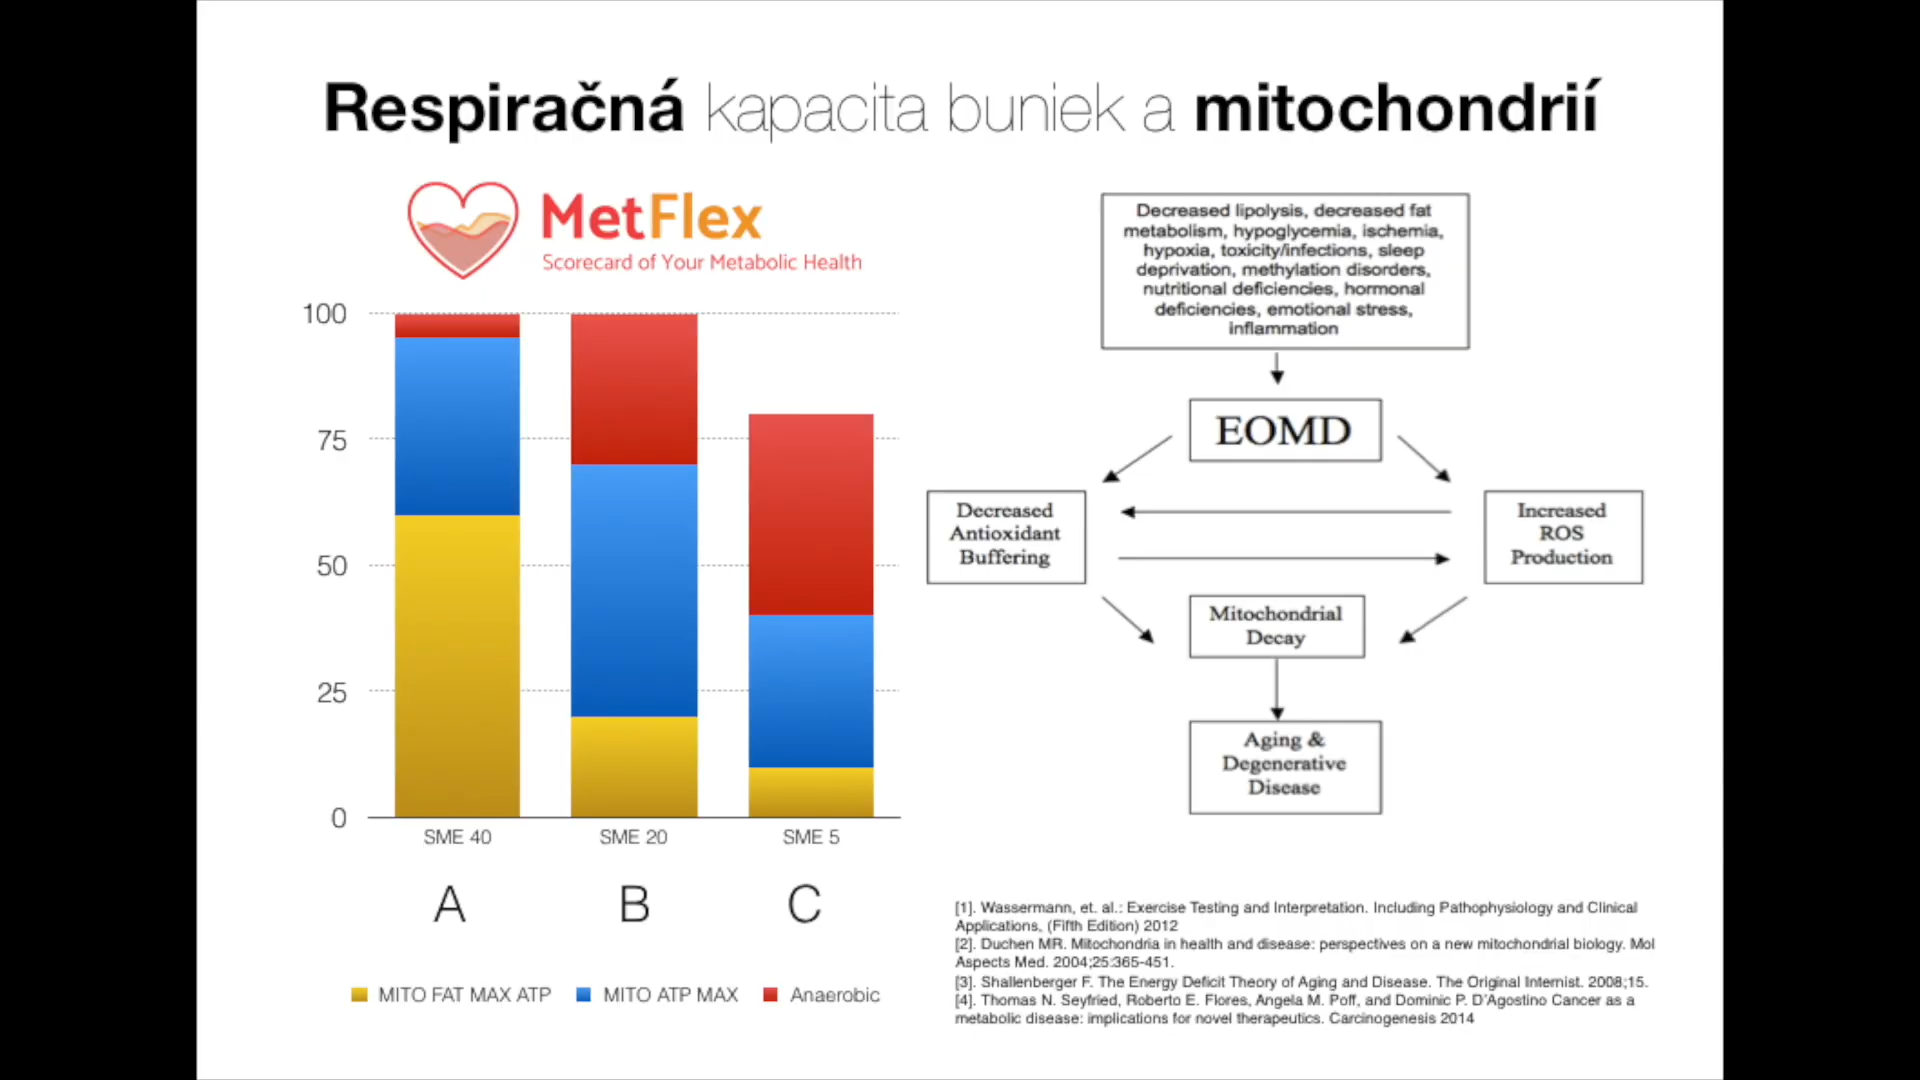 Respiračná kapacita buniek a mitochondrií
MetFlex
Scorecard of Your Metabolic Health
100
75
50
25
0
SME 40
SME 20
SME 5
A
B
C
MITO FAT MAX ATP
MITO ATP MAX
Anaerobic
Decreased lipolysis, decreased fat
metabolism, hypoglycemia, ischemia,
hypoxia, toxicity/infections, sleep
deprivation, methylation disorders,
nutritional deficiencies, hormonal
deficiencies, emotional stress,
inflammation
EOMD
Decreased
Antioxidant
Buffering
Increased
ROS
Production
Mitochondrial
Decay
Aging &
Degenerative
Disease
[1]. Wassermann, et. al.: Exercise Testing and Interpretation. Including Pathophysiology and Clinical
Applications, (Fifth Edition) 2012
[2]. Duchen MR. Mitochondria in health and disease: perspectives on a new mitochondrial biology. Mol
Aspects Med. 2004;25:365-451.
[3]. Shallenberger F. The Energy Deficit Theory of Aging and Disease. The Original Internist. 2008;15.
[4]. Thomas N. Seyfried, Roberto E. Flores, Angela M. Poff, and Dominic P. D'Agostino Cancer as a
metabolic disease: implications for novel therapeutics. Carcinogenesis 2014